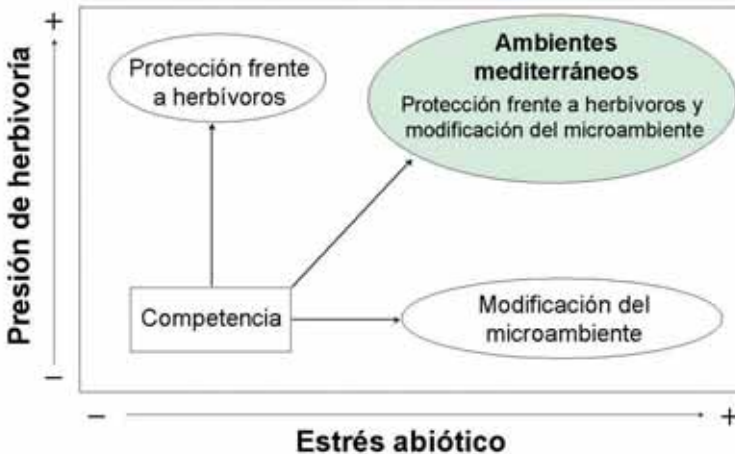 +
Presión de herbivoría
−
Protección frente
a herbívoros
Ambientes
mediterráneos
Protección frente a herbívoros y
modificación del microambiente
Competencia
Modificación del
microambiente
− +
Estrés abiótico